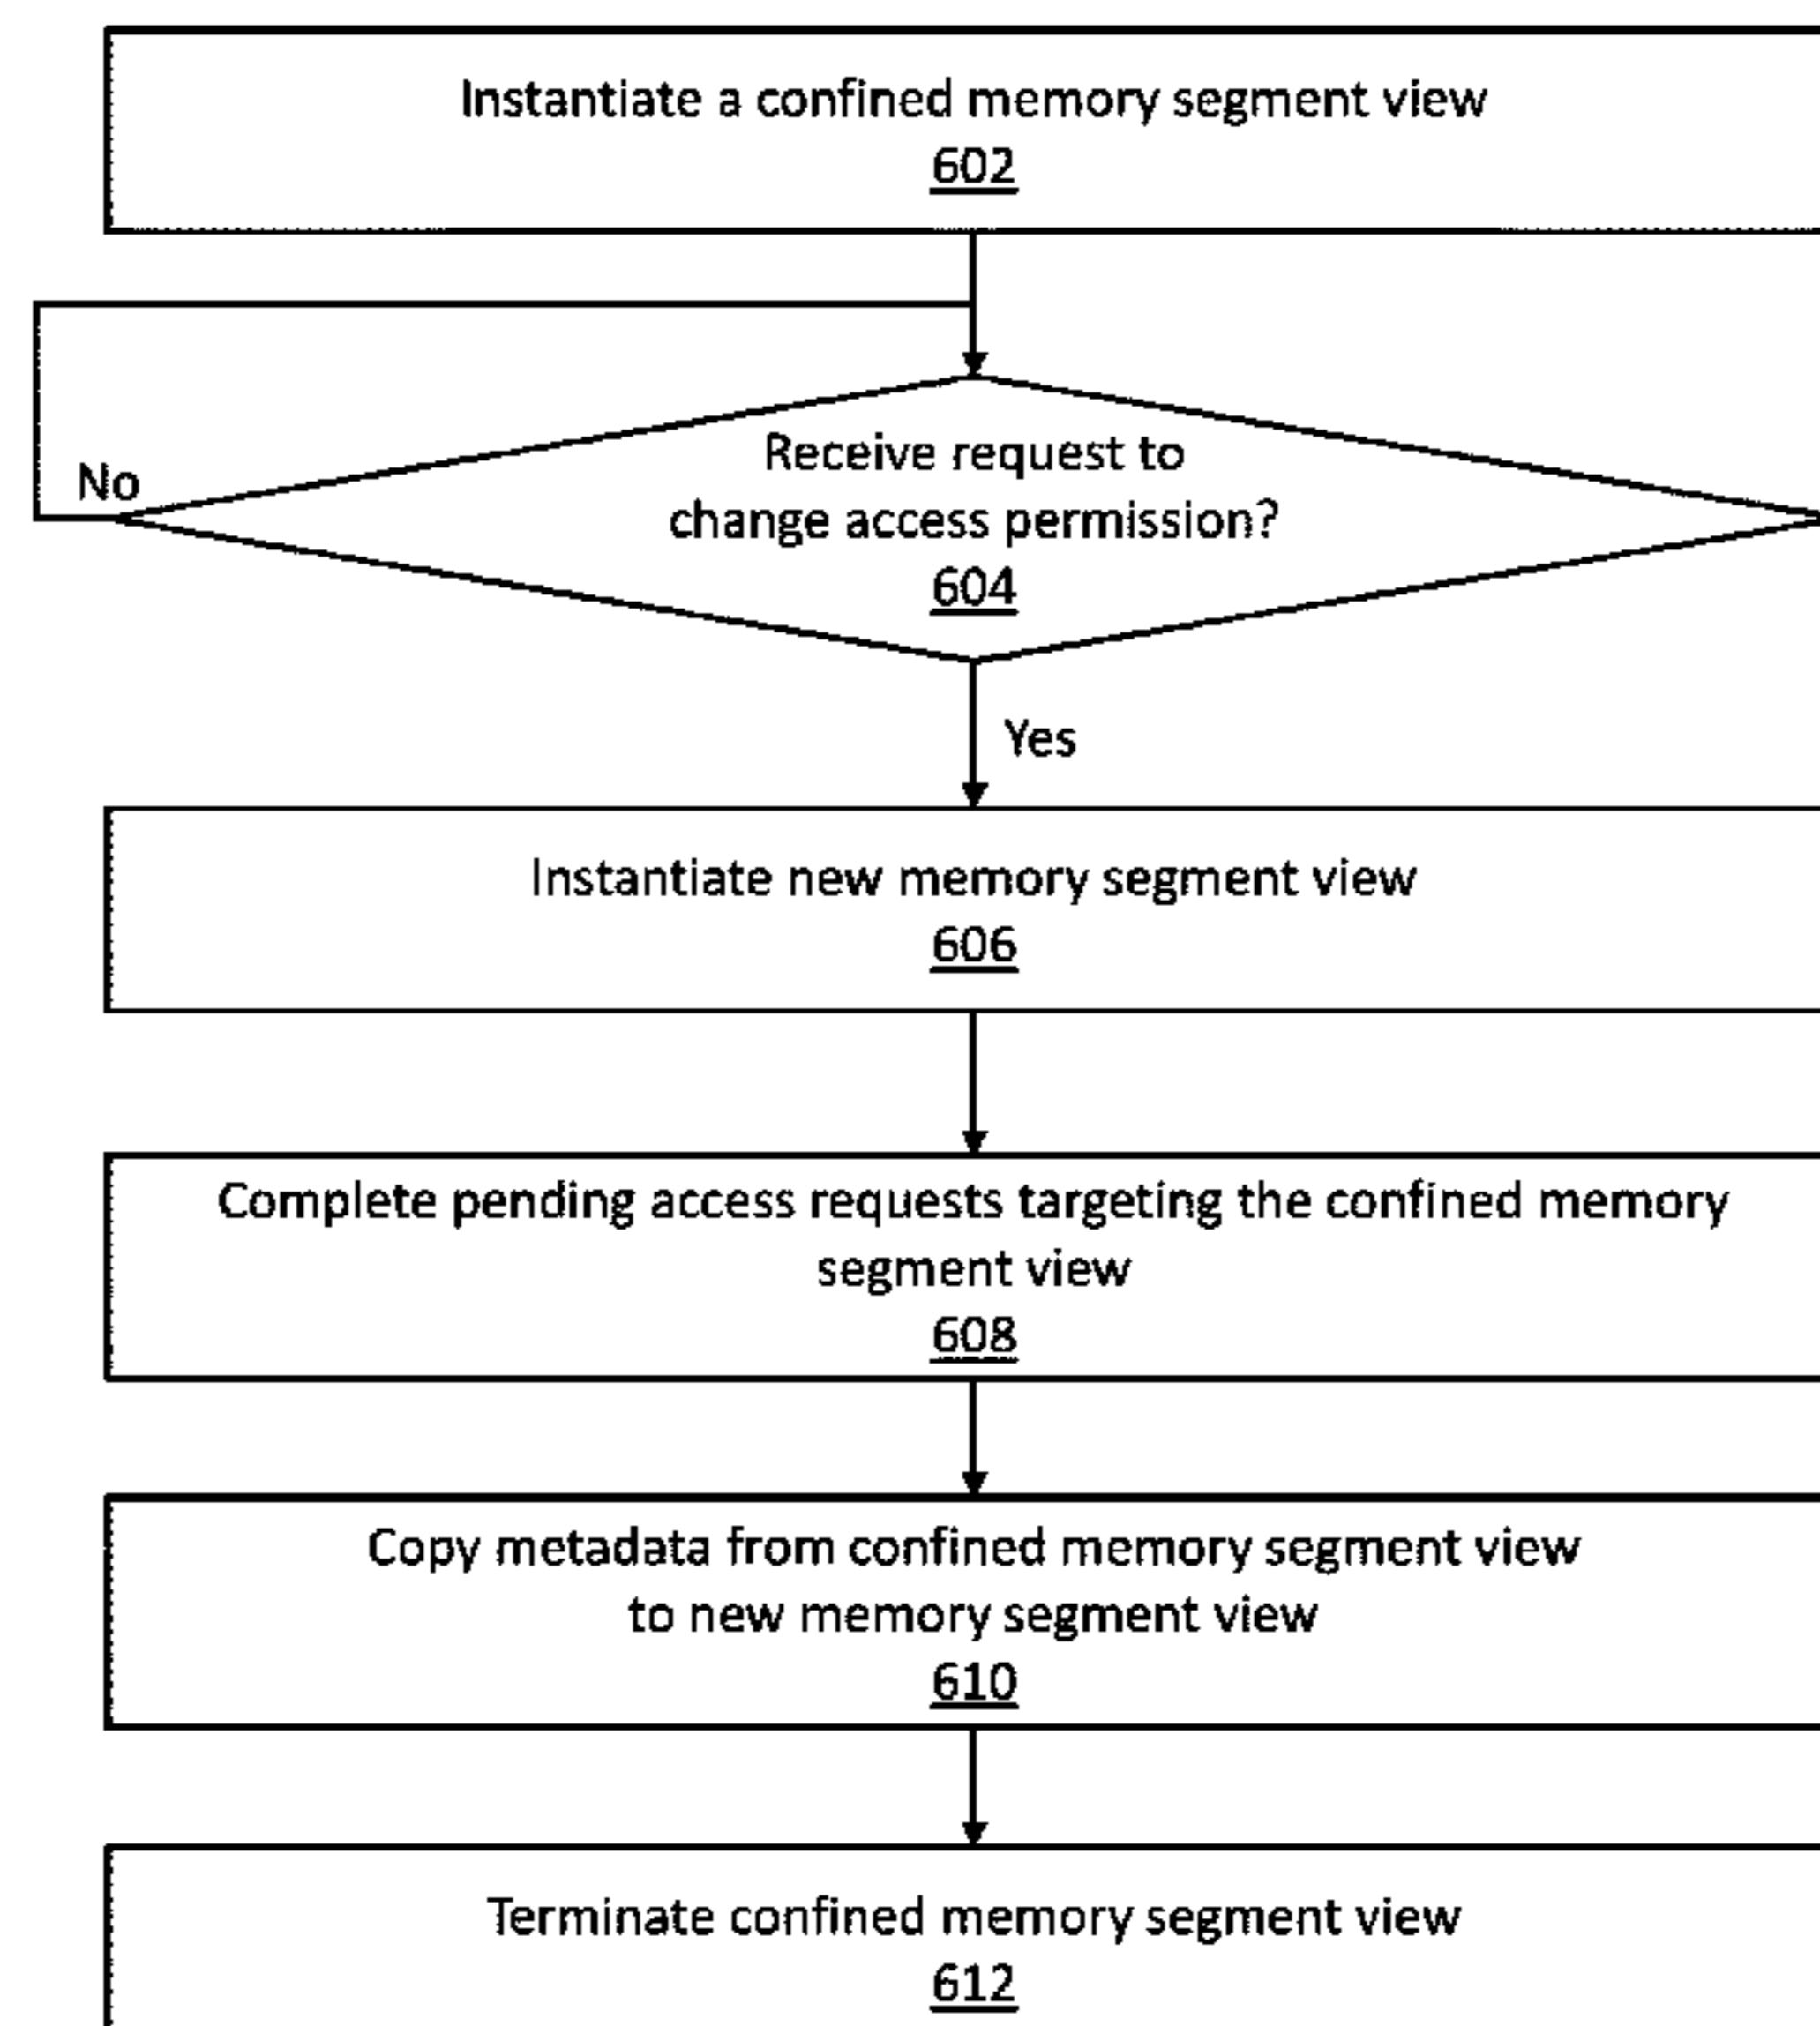 Instantiate a confined memory segment view
602
Receive request to
change access permission?
604
No
Yes
Instantiate new memory segment view
606
Complete pending access requests targeting the confined memory
segment view
608
Copy metadata from confined memory segment view
to new memory segment view
610
Terminate confined memory segment view
612